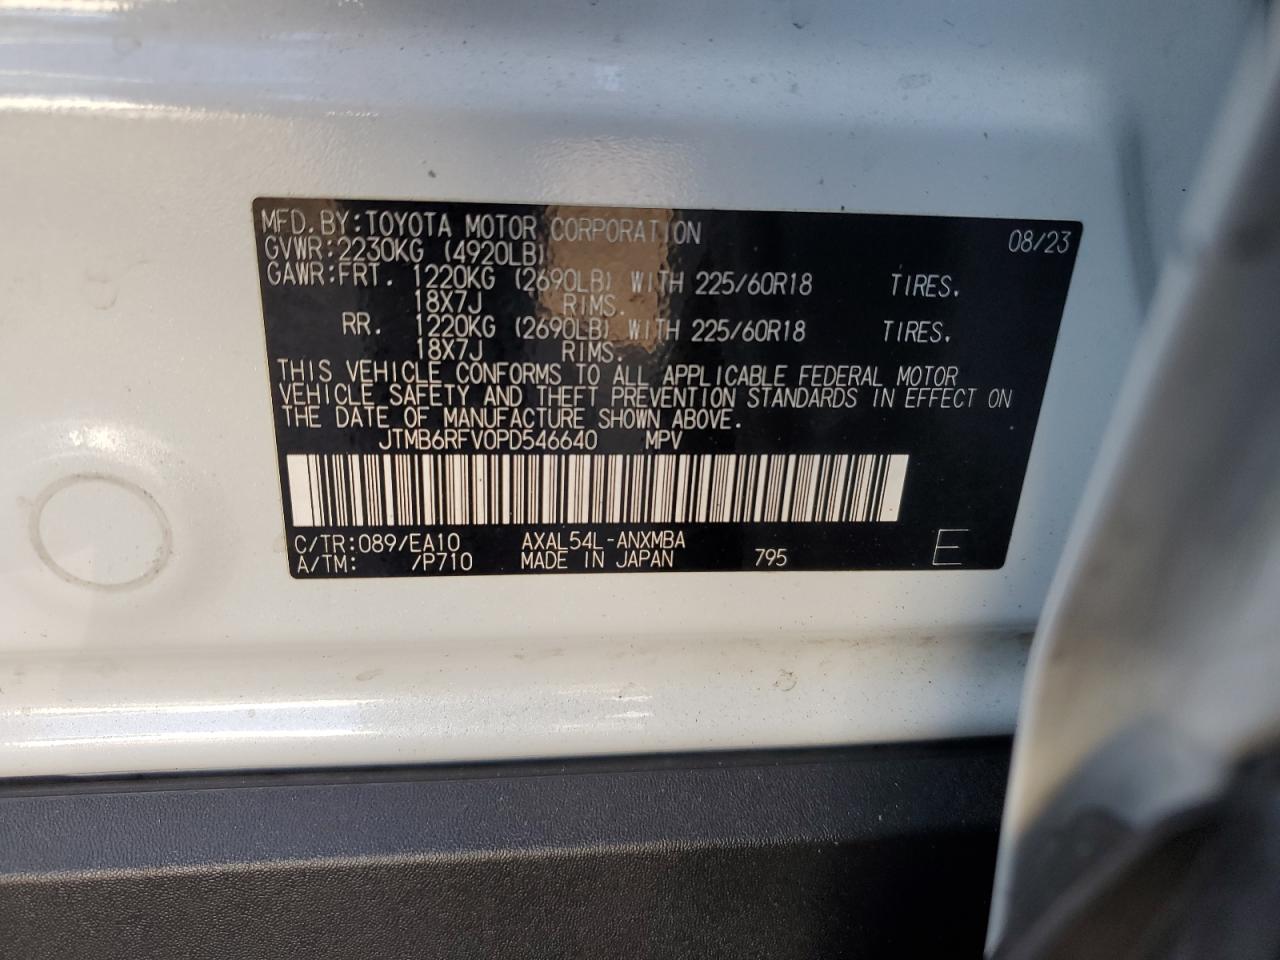 MFD. BY: TOYOTA MOTOR CORPORATION 08/23
GVWR: 2230KG (4920LB)
GAWR: FRT. 1220KG (2690LB) WITH 225/60R18 TIRES.
18X7J RIMS.
RR. 1220KG (2690LB) WITH 225/60R18 TIRES.
18X7J RIMS.
THIS VEHICLE CONFORMS TO ALL APPLICABLE FEDERAL MOTOR
VEHICLE SAFETY AND THEFT PREVENTION STANDARDS IN EFFECT ON
THE DATE OF MANUFACTURE SHOWN ABOVE.
JTMB6RFV0PD546640 MPV
C/TR: 089/EA10 AXAL54L-ANXMBA
A/TM: /P710 MADE IN JAPAN 795 E